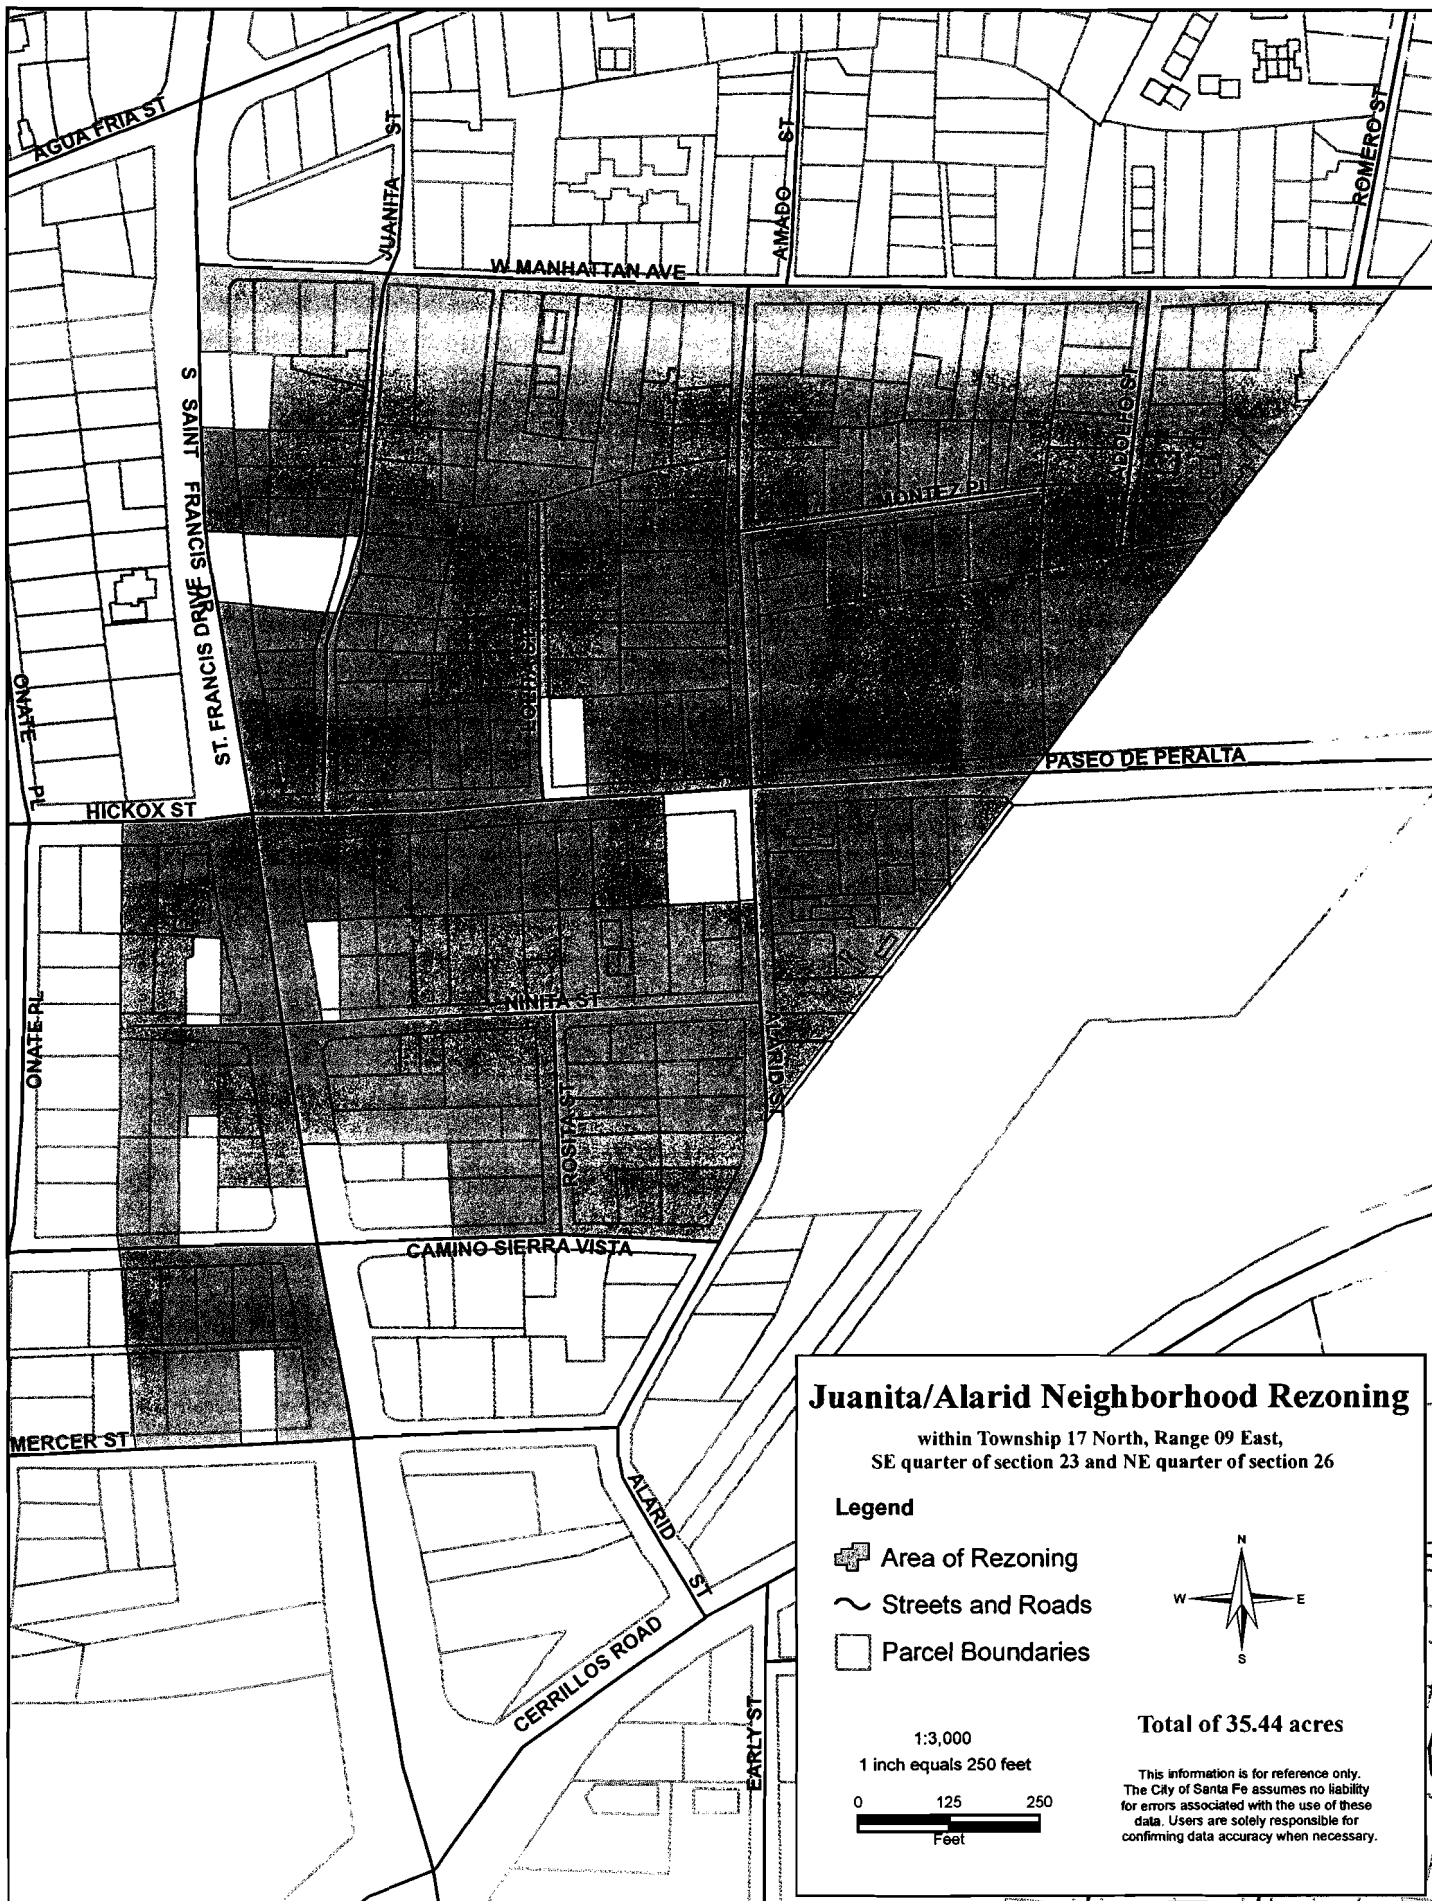 AGUA FRIA ST
JUANITA ST
AMADO ST
ROMERO ST
W MANHATTAN AVE
S SAINT FRANCIS DR
ST. FRANCIS DRIVE
ADOLFO ST
MONTEZ PL
ONATE PL
HICKOX ST
PASEO DE PERALTA
ONATE PL
NINITA ST
ALARID ST
ROSITA ST
CAMINO SIERRA VISTA
MERCER ST
ALARID ST
CERRILLOS ROAD
EARLY ST
Juanita/Alarid Neighborhood Rezoning
within Township 17 North, Range 09 East,
SE quarter of section 23 and NE quarter of section 26
Legend
Area of Rezoning
Streets and Roads
Parcel Boundaries
N
W E
S
1:3,000
1 inch equals 250 feet
0 125 250
Feet
Total of 35.44 acres
This information is for reference only.
The City of Santa Fe assumes no liability
for errors associated with the use of these
data. Users are solely responsible for
confirming data accuracy when necessary.